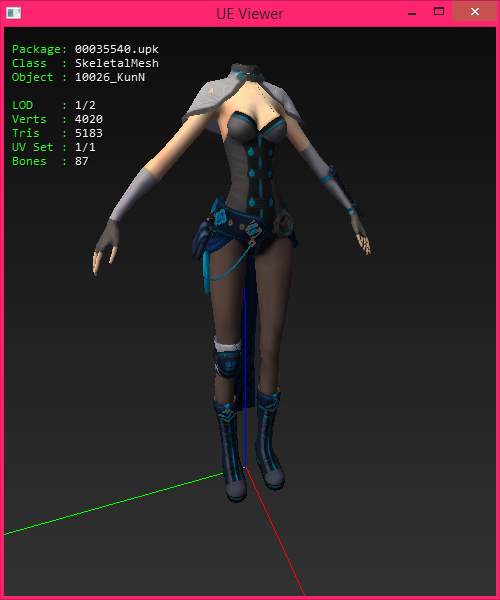 UE Viewer
Package: 00035540.upk
Class : SkeletalMesh
Object : 10026_KunN
LOD : 1/2
Verts : 4020
Tris : 5183
UV Set : 1/1
Bones : 87